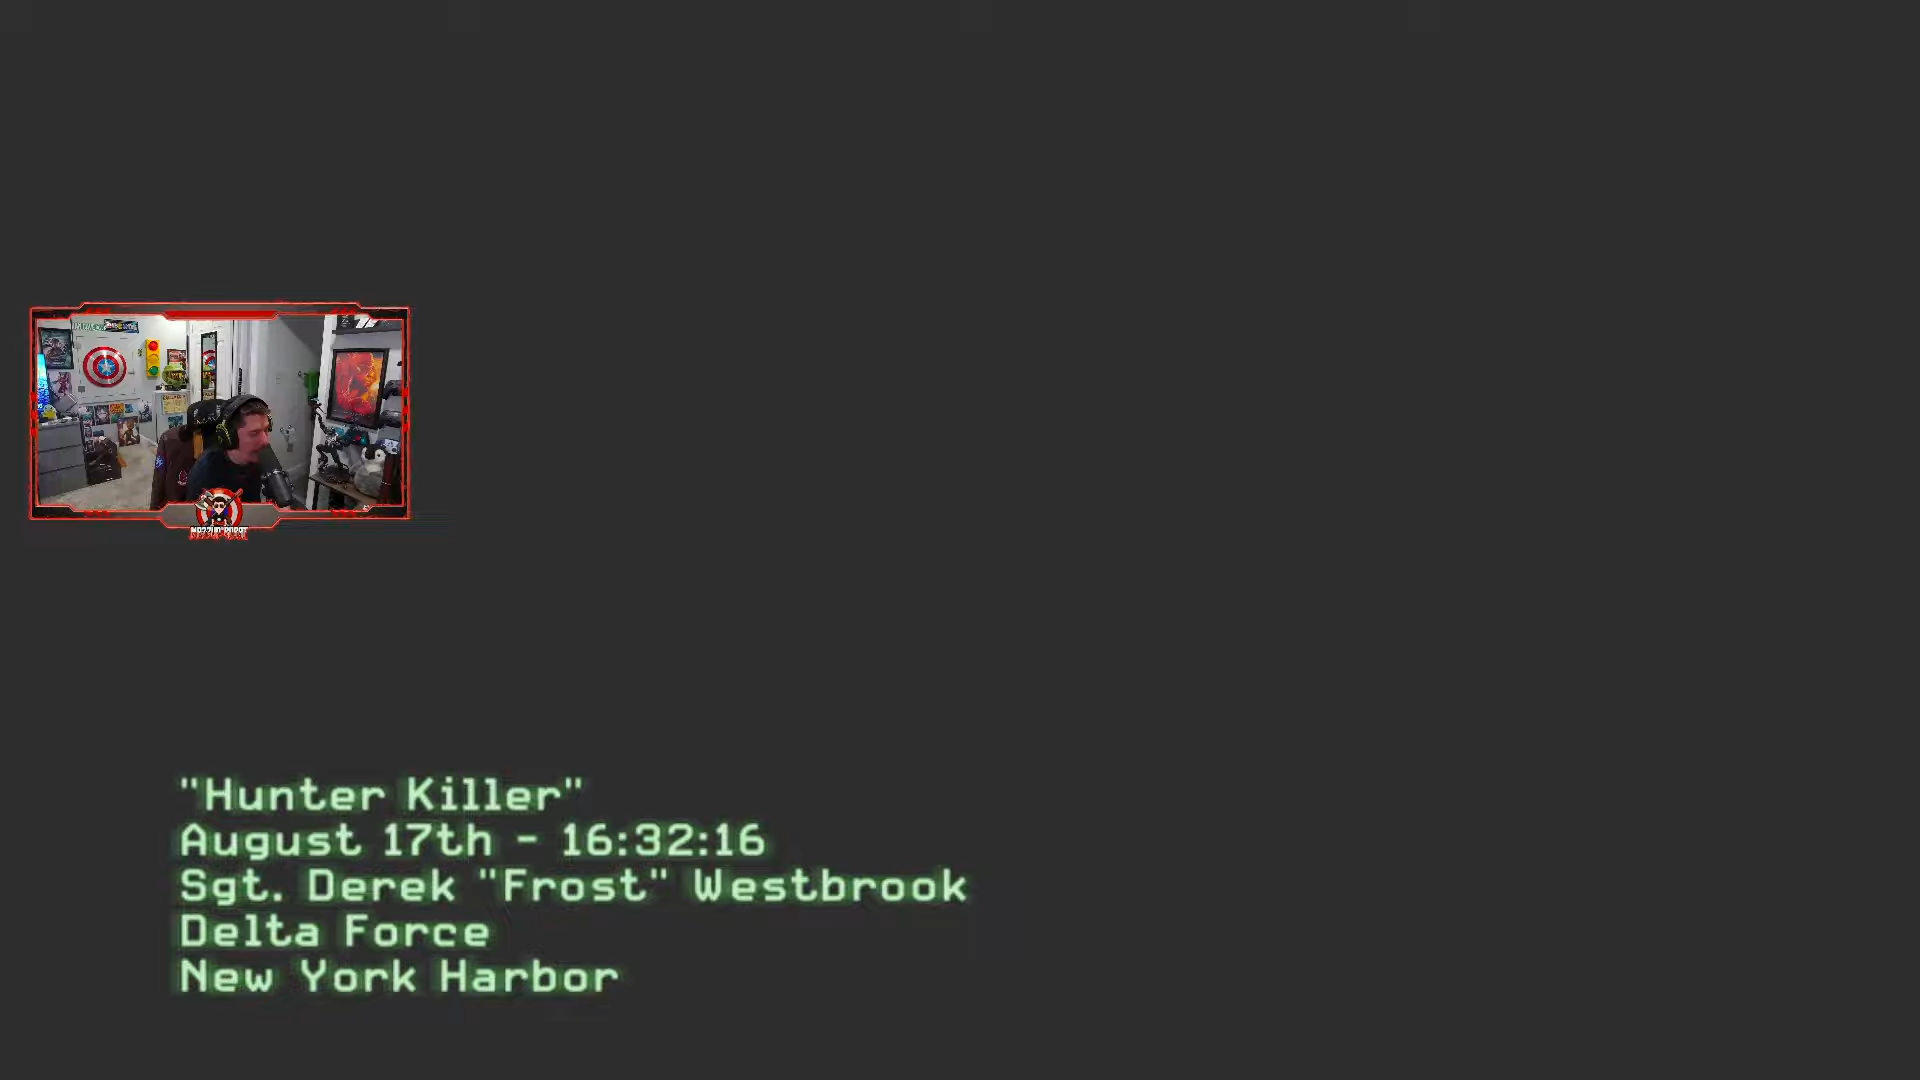 "Hunter Killer"
August 17th - 16:32:16
Sgt. Derek "Frost" Westbrook
Delta Force
New York Harbor